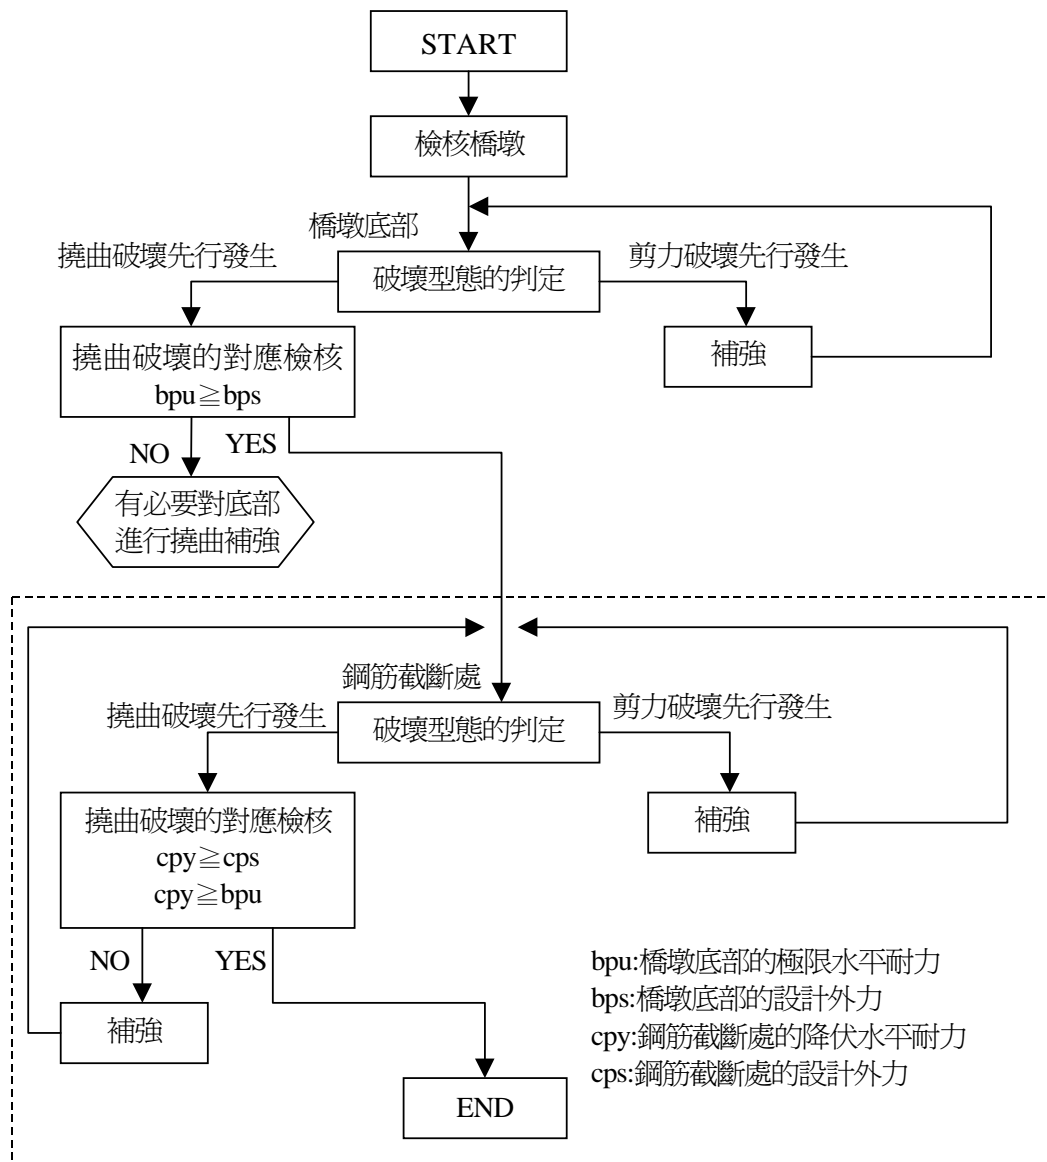 START
檢核橋墩
橋墩底部
撓曲破壞先行發生
剪力破壞先行發生
破壞型態的判定
補強
撓曲破壞的對應檢核
bpu≧bps
NO
YES
有必要對底部
進行撓曲補強
鋼筋截斷處
撓曲破壞先行發生
剪力破壞先行發生
破壞型態的判定
補強
撓曲破壞的對應檢核
cpy≧cps
cpy≧bpu
NO
YES
補強
END
bpu:橋墩底部的極限水平耐力
bps:橋墩底部的設計外力
cpy:鋼筋截斷處的降伏水平耐力
cps:鋼筋截斷處的設計外力